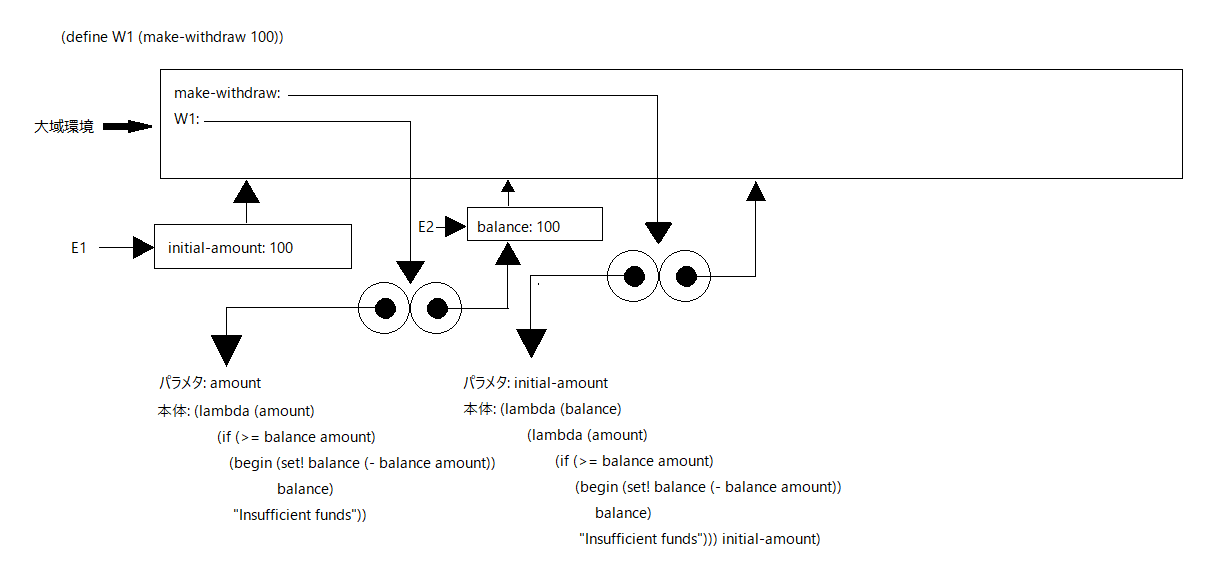 (define W1 (make-withdraw 100))
make-withdraw:
大域環境
W1:
E1
initial-amount: 100
E2
balance: 100
パラメタ: amount
本体: (lambda (amount)
(if (>= balance amount)
(begin (set! balance (- balance amount))
balance)
"Insufficient funds"))
パラメタ: initial-amount
本体: (lambda (balance)
(lambda (amount)
(if (>= balance amount)
(begin (set! balance (- balance amount))
balance)
"Insufficient funds"))) initial-amount)